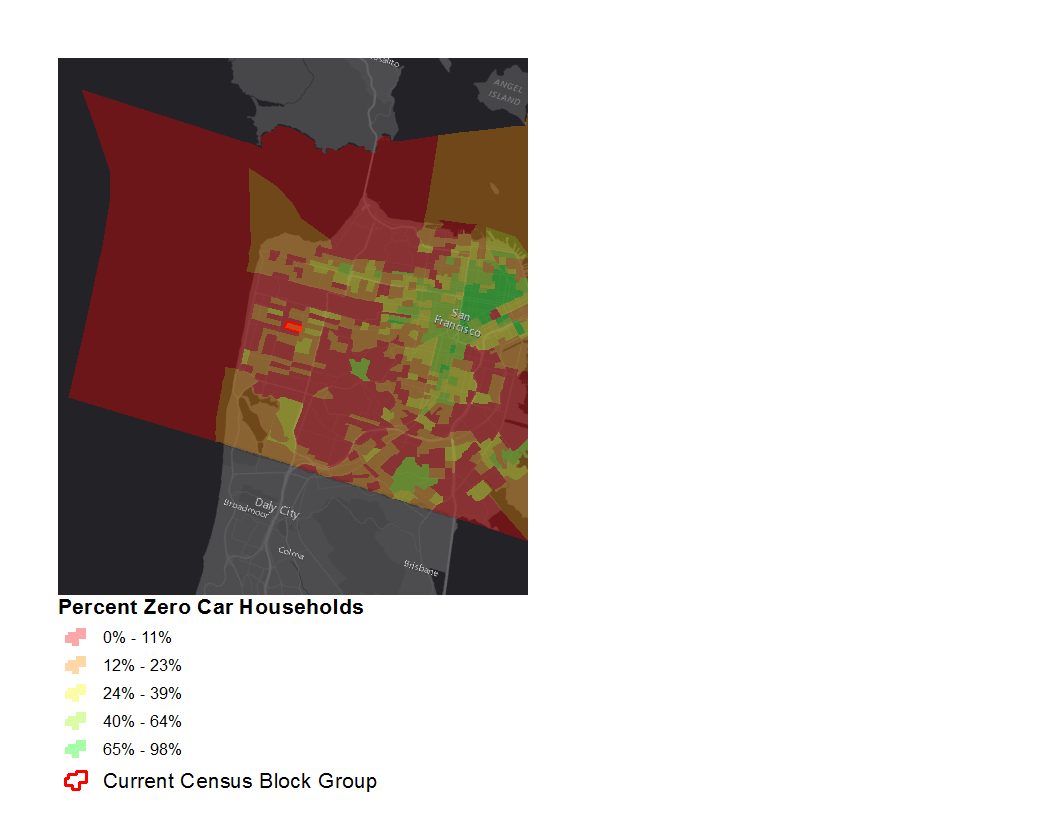 ANGEL
ISLAND
San
Francisco
Daly City
Broadmoor
Colma
Brisbane
Percent Zero Car Households
0% - 11%
12% - 23%
24% - 39%
40% - 64%
65% - 98%
Current Census Block Group